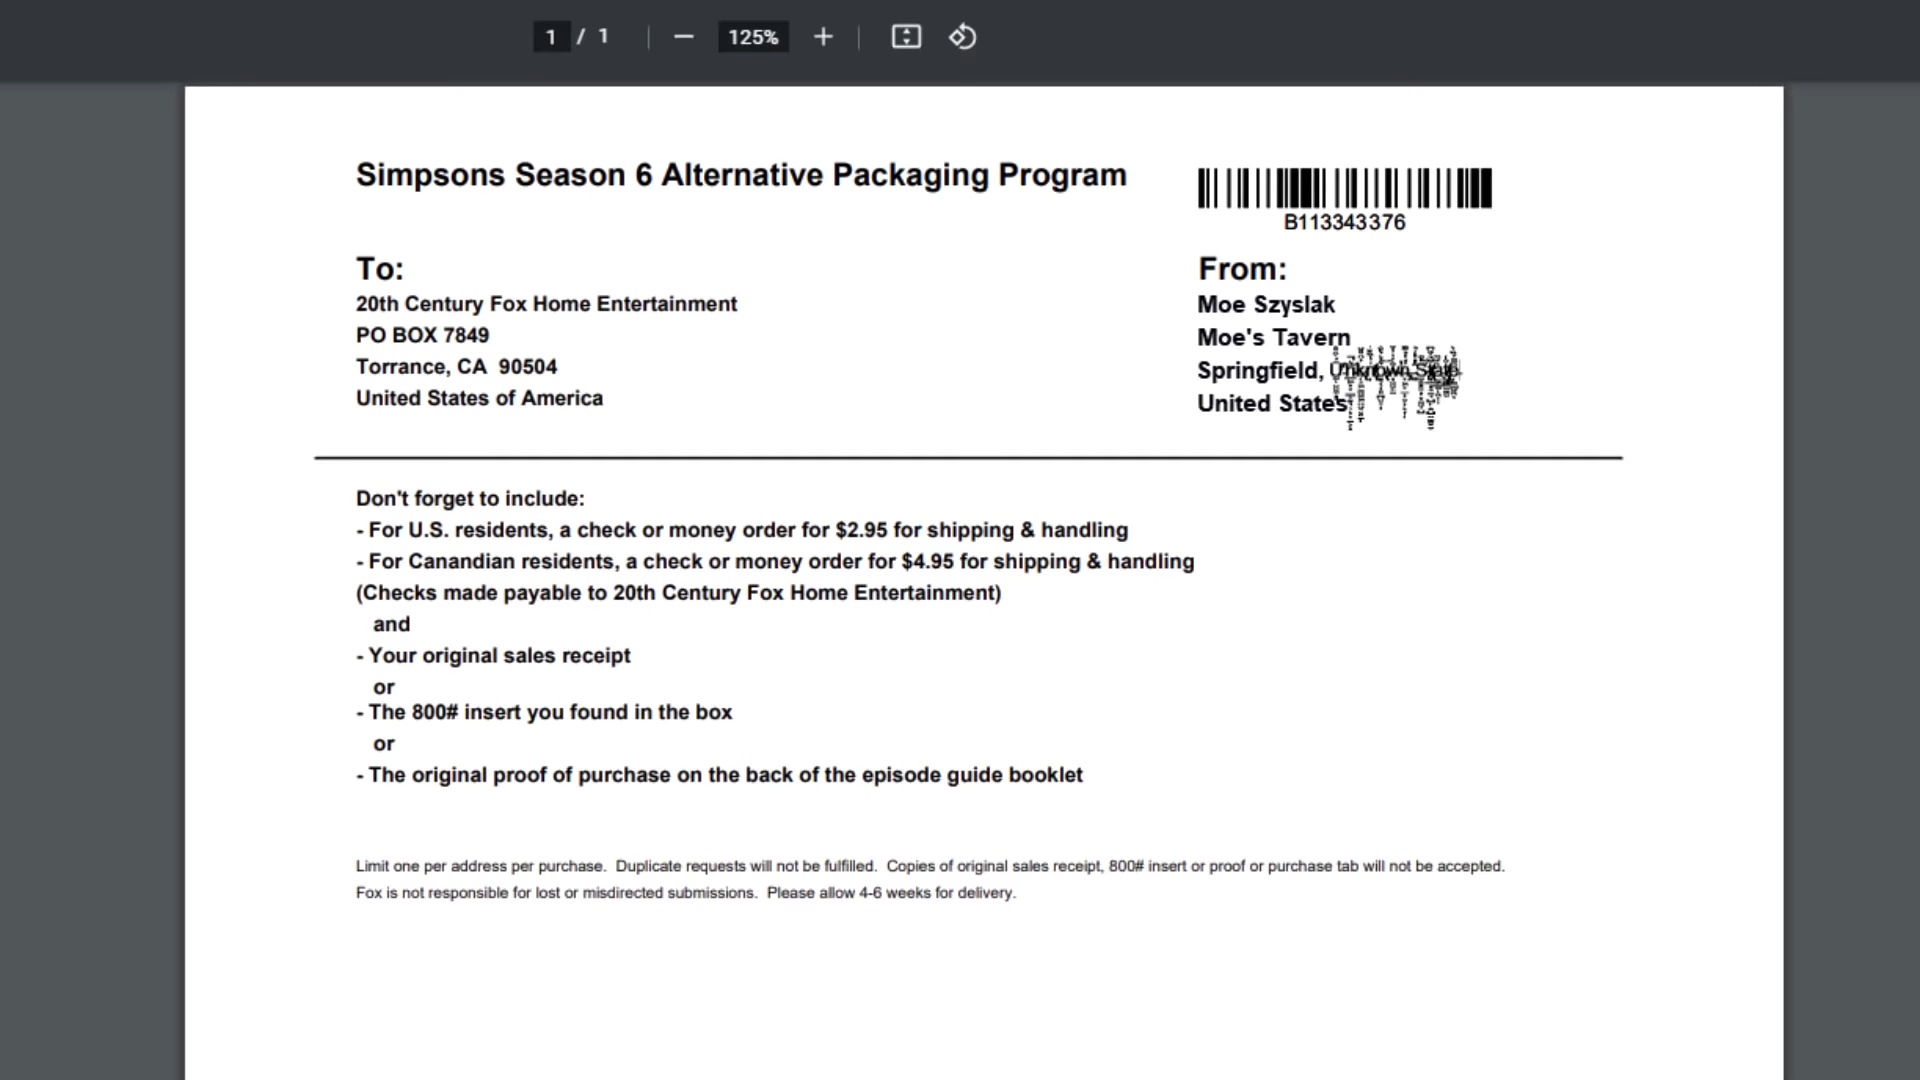 1 / 1 125%
Simpsons Season 6 Alternative Packaging Program
B113343376
To:
20th Century Fox Home Entertainment
PO BOX 7849
Torrance, CA 90504
United States of America
From:
Moe Szyslak
Moe's Tavern
Springfield, Unknown State
United States
Don't forget to include:
- For U.S. residents, a check or money order for $2.95 for shipping & handling
- For Canandian residents, a check or money order for $4.95 for shipping & handling
(Checks made payable to 20th Century Fox Home Entertainment)
and
- Your original sales receipt
or
- The 800# insert you found in the box
or
- The original proof of purchase on the back of the episode guide booklet
Limit one per address per purchase. Duplicate requests will not be fulfilled. Copies of original sales receipt, 800# insert or proof or purchase tab will not be accepted.
Fox is not responsible for lost or misdirected submissions. Please allow 4-6 weeks for delivery.